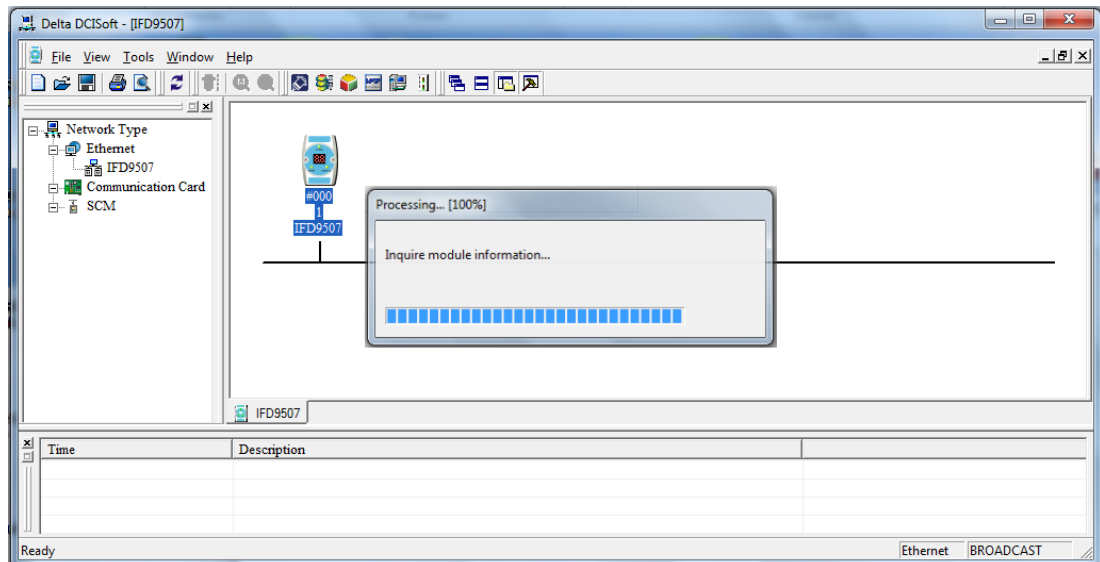 Delta DCISoft - [IFD9507]
File View Tools Window Help
Network Type
Ethernet
IFD9507
Communication Card
SCM
88
#000
1
IFD9507
Processing... [100%]
Inquire module information...
IFD9507
Time Description
Ready Ethernet BROADCAST